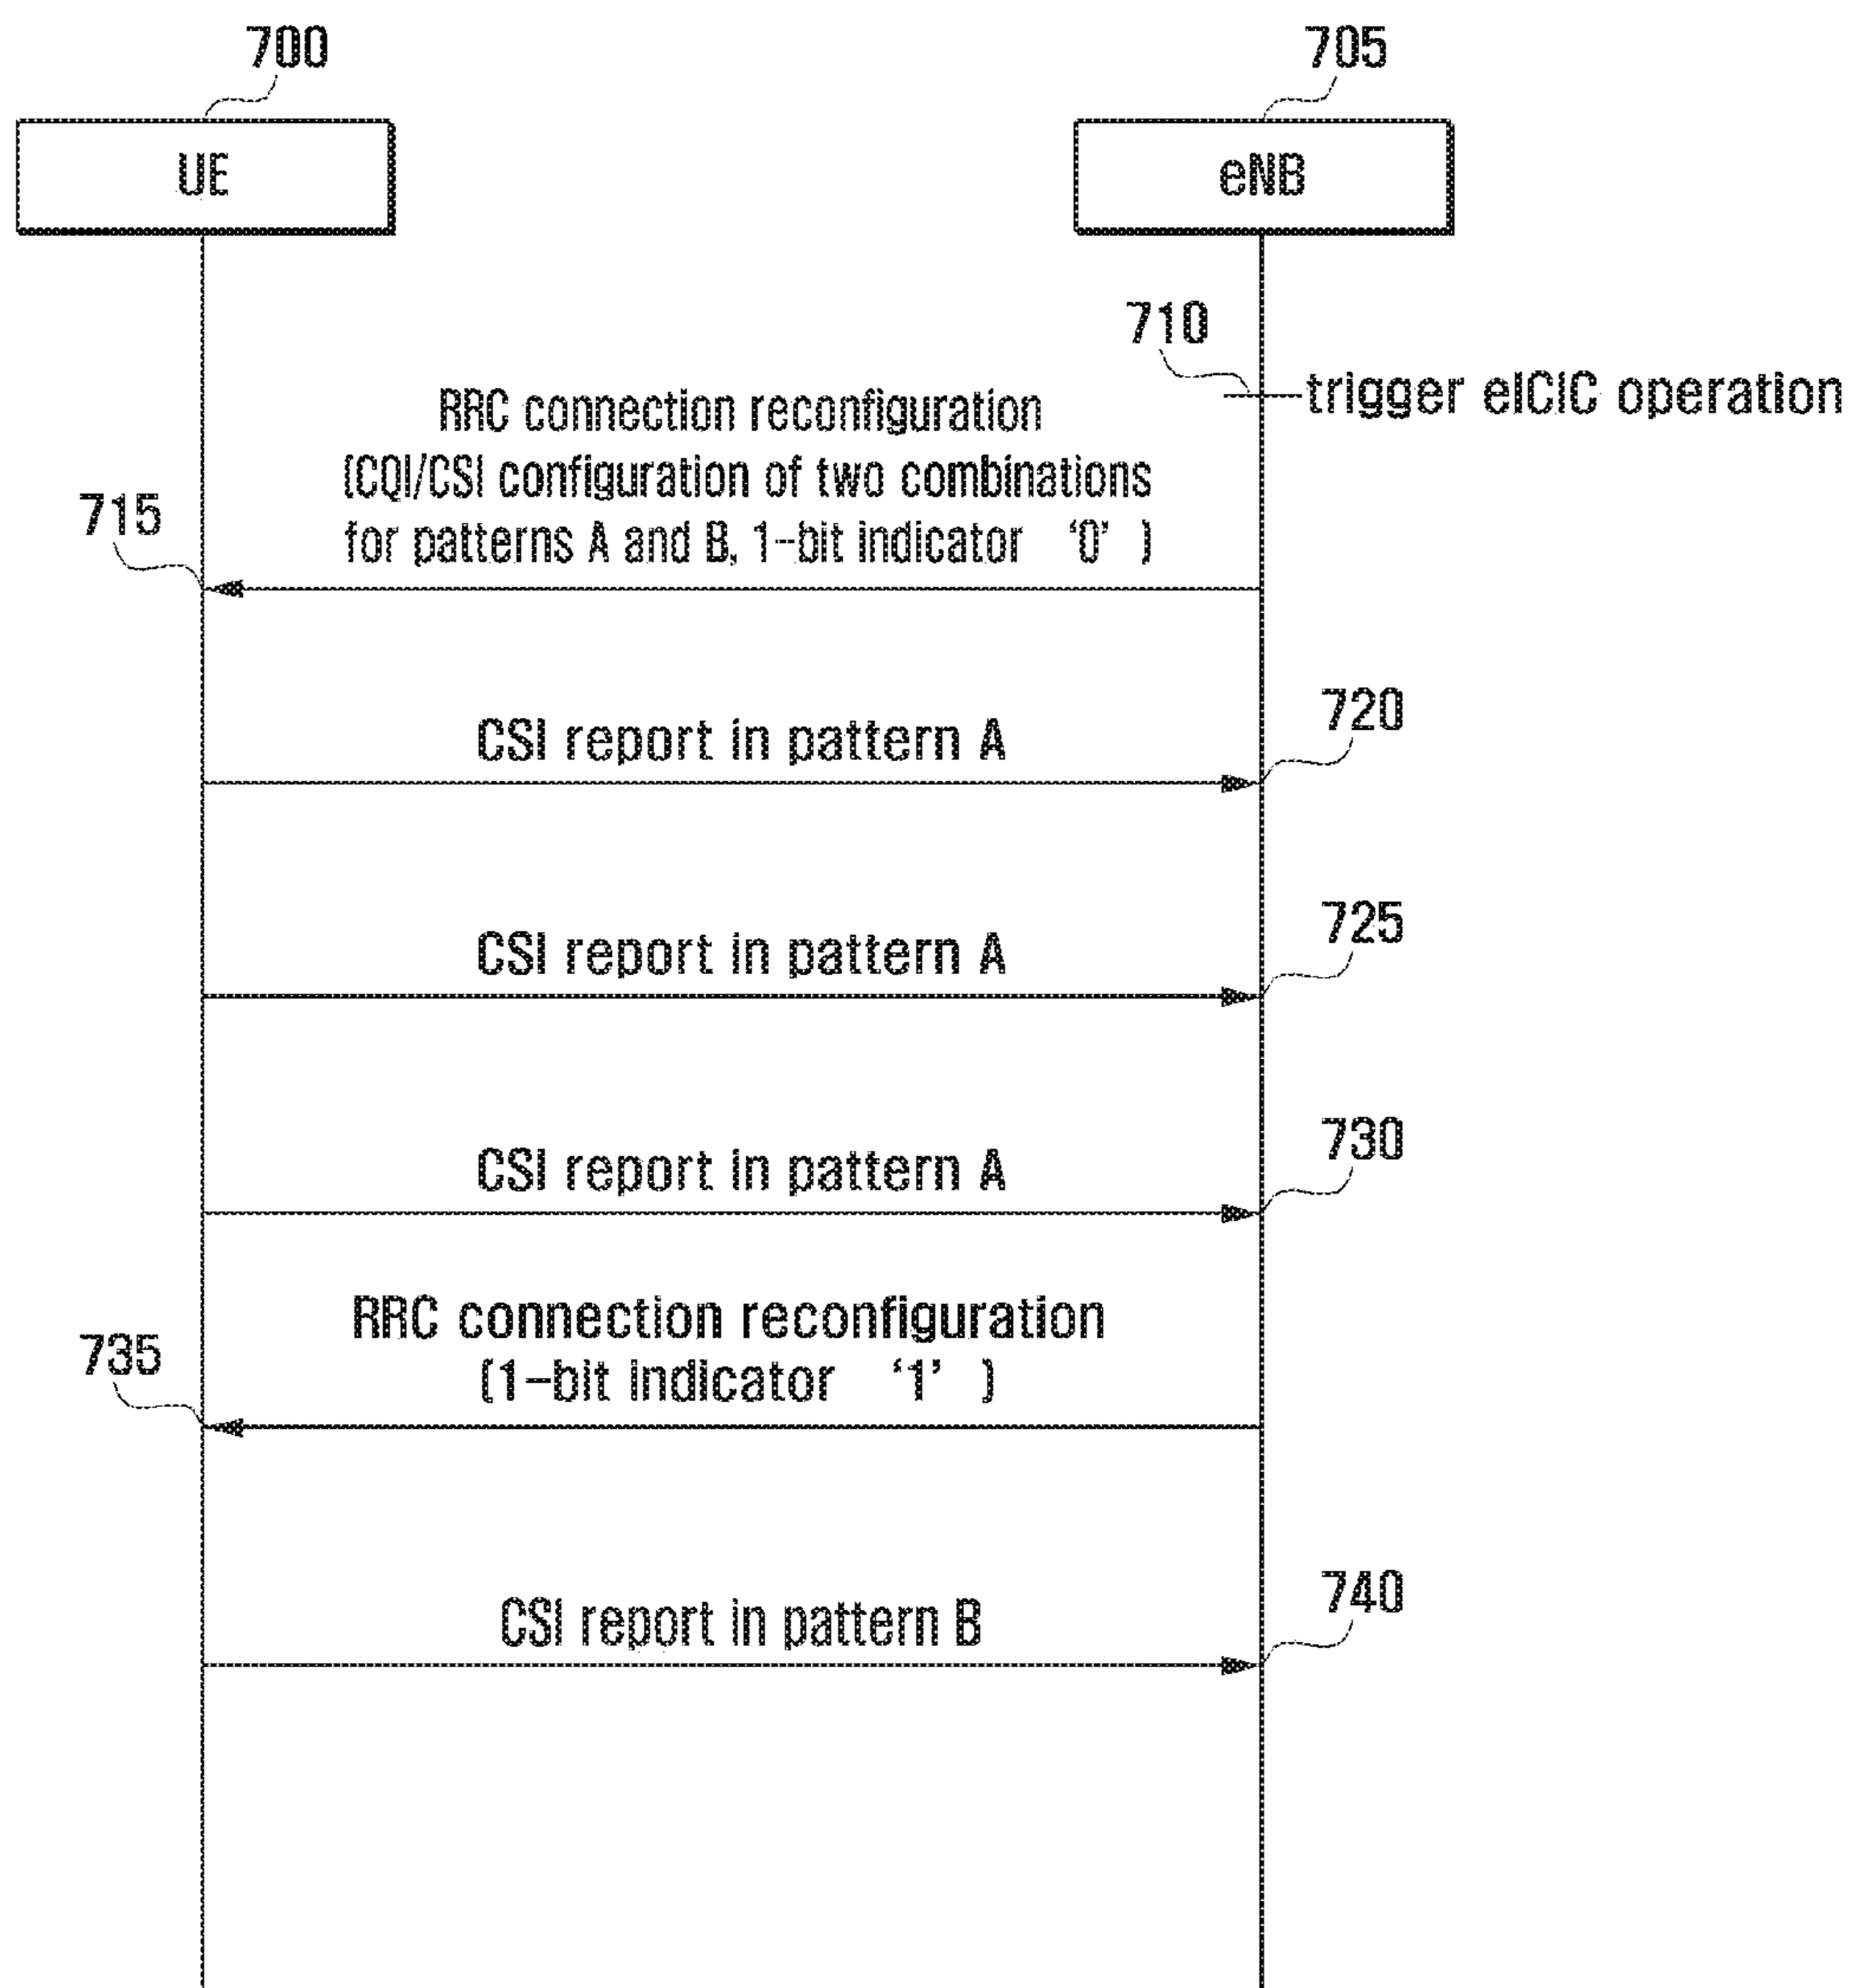 700
705
UE
eNB
710
trigger eICIC operation
RRC connection reconfiguration
(CQI/CSI configuration of two combinations
for patterns A and B, 1-bit indicator ‘0’ )
715
CSI report in pattern A
720
CSI report in pattern A
725
CSI report in pattern A
730
RRC connection reconfiguration
(1-bit indicator ‘1’ )
735
CSI report in pattern B
740